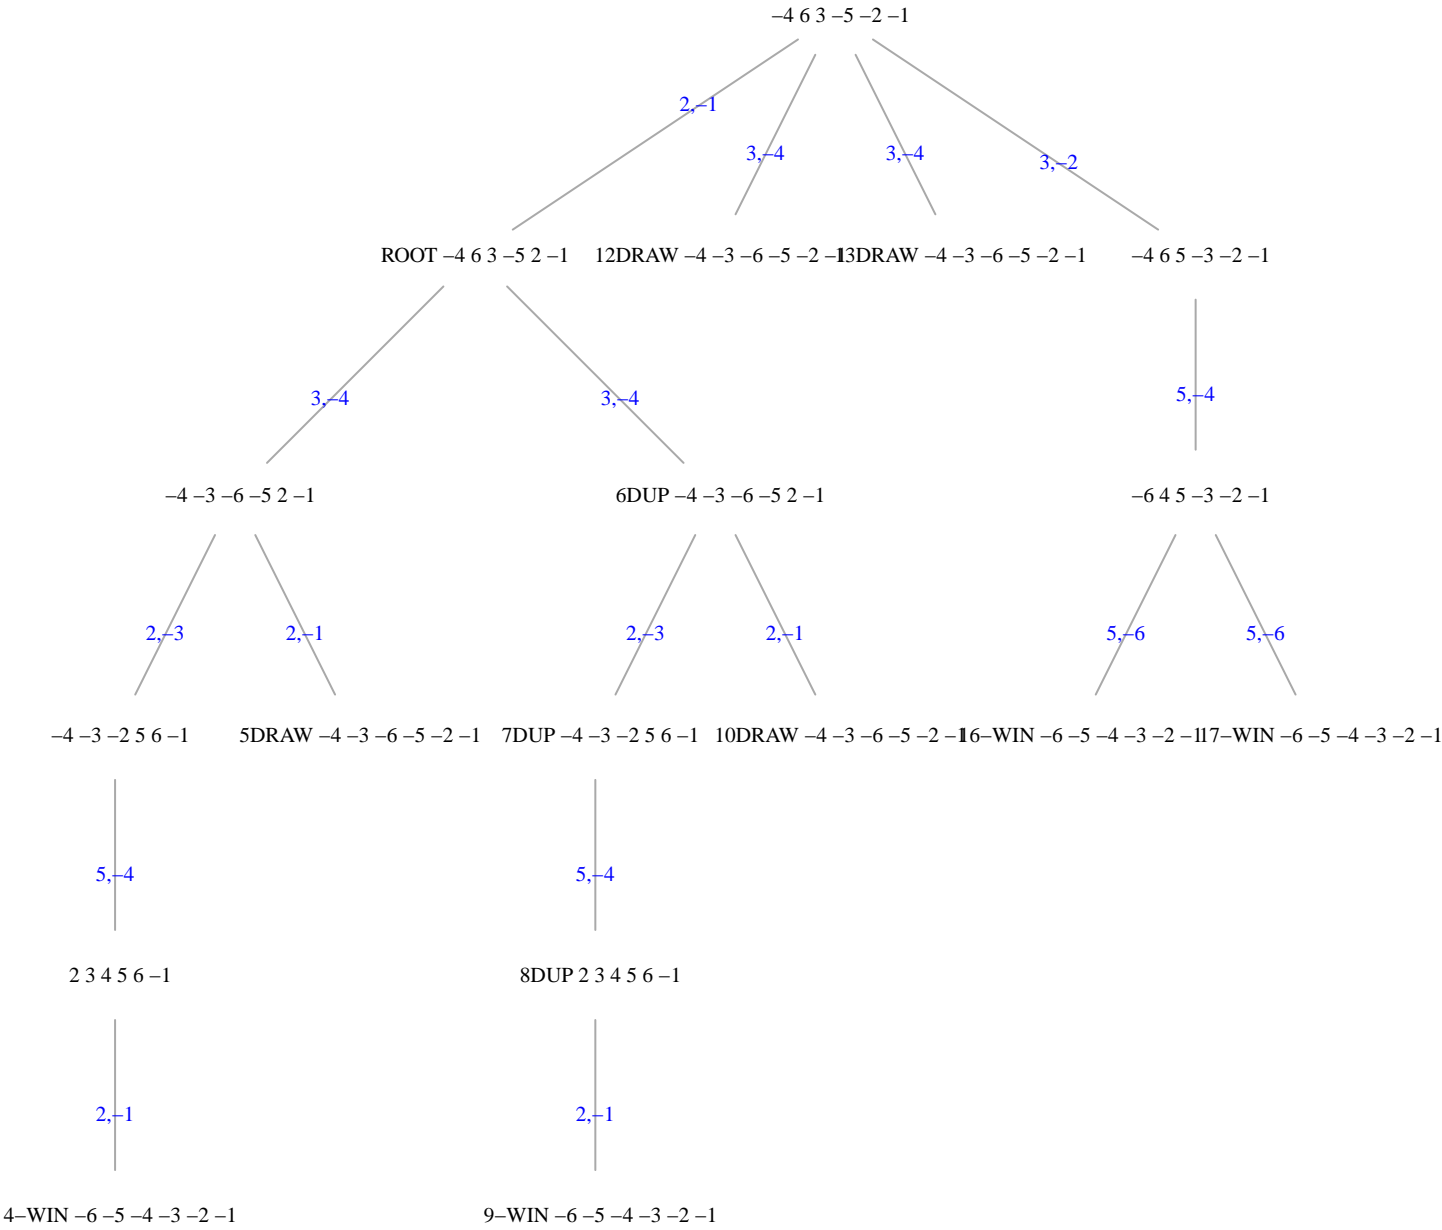 –4 6 3 –5 –2 –1
2,–1
3,–4
3,–4
3,–2
ROOT –4 6 3 –5 2 –1
12DRAW –4 –3 –6 –5 –2 –1
13DRAW –4 –3 –6 –5 –2 –1
–4 6 5 –3 –2 –1
3,–4
3,–4
5,–4
–4 –3 –6 –5 2 –1
6DUP –4 –3 –6 –5 2 –1
–6 4 5 –3 –2 –1
2,–3
2,–1
2,–3
2,–1
5,–6
5,–6
–4 –3 –2 5 6 –1
5DRAW –4 –3 –6 –5 –2 –1
7DUP –4 –3 –2 5 6 –1
10DRAW –4 –3 –6 –5 –2 –1
16–WIN –6 –5 –4 –3 –2 –1
17–WIN –6 –5 –4 –3 –2 –1
5,–4
5,–4
2 3 4 5 6 –1
8DUP 2 3 4 5 6 –1
2,–1
2,–1
4–WIN –6 –5 –4 –3 –2 –1
9–WIN –6 –5 –4 –3 –2 –1